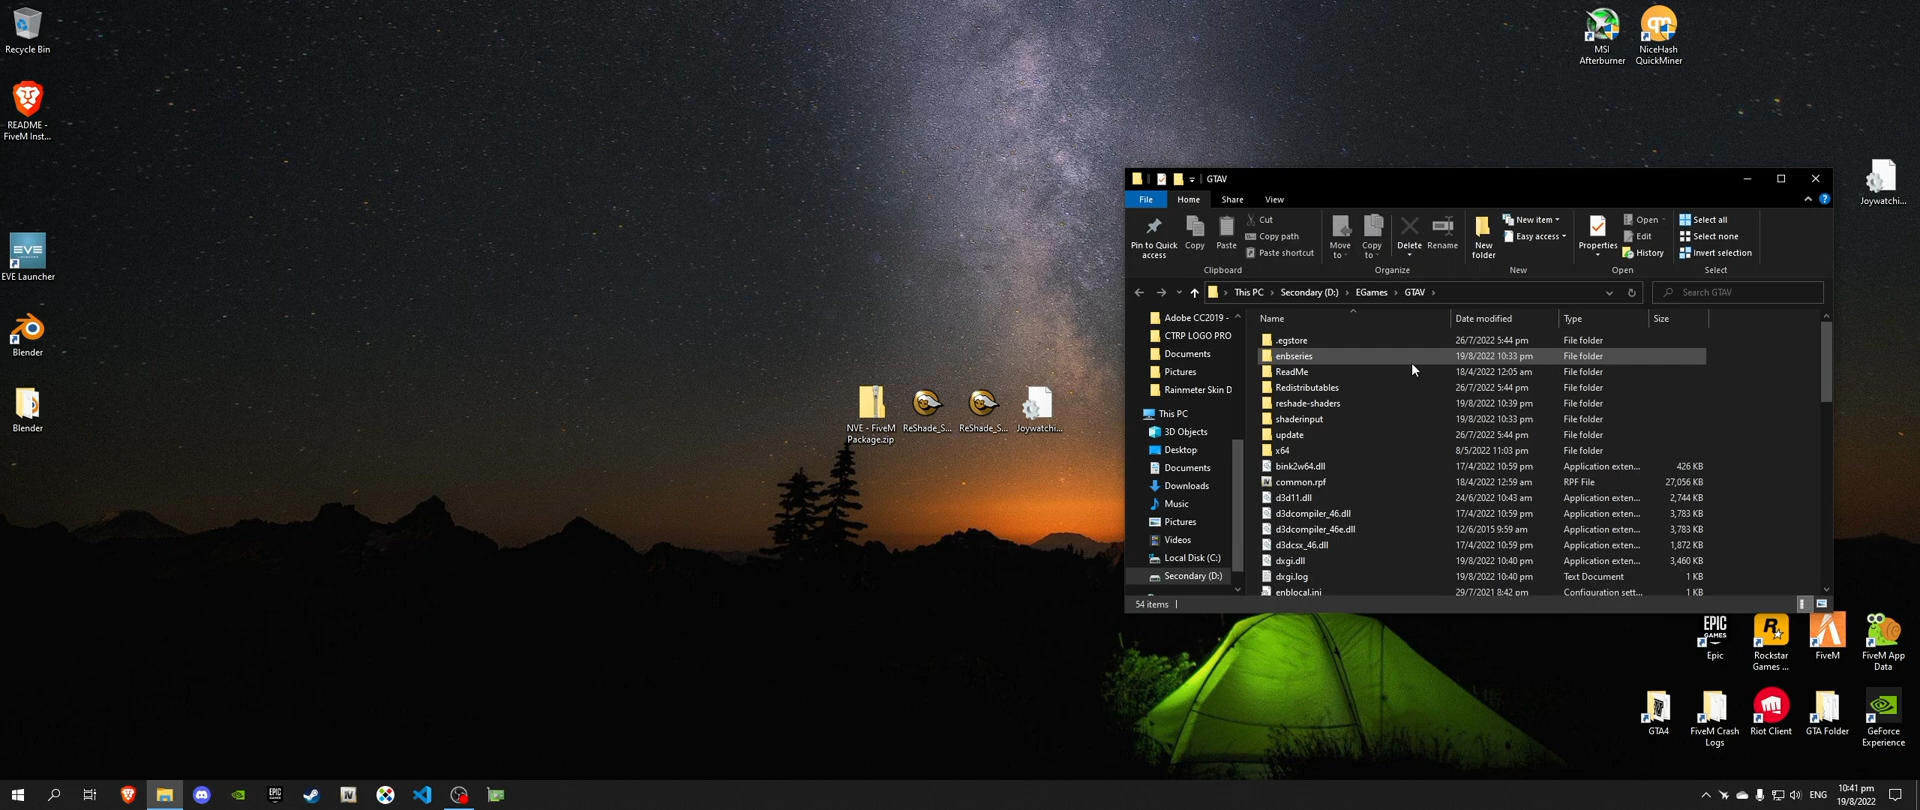 Recycle Bin
README -
FiveM Inst...
EVE Launcher
Blender
Blender
NVE - FiveM
Package.zip
ReShade_S...
ReShade_S...
Joywatchi...
MSI
Afterburner
NiceHash
QuickMiner
Joywatchi...
GTAV
File
Home
Share
View
Pin to Quick
access
Copy
Paste
Cut
Copy path
Paste shortcut
Clipboard
Move
to
Copy
to
Delete
Rename
Organize
New
folder
New item
Easy access
New
Properties
Open
Edit
History
Open
Select all
Select none
Invert selection
Select
This PC > Secondary (D:) > EGames > GTAV >
Search GTAV
Adobe CC2019 -
CTRP LOGO PRO
Documents
Pictures
Rainmeter Skin D
This PC
3D Objects
Desktop
Documents
Downloads
Music
Pictures
Videos
Local Disk (C:)
Secondary (D:)
Name Date modified Type Size
.egstore 26/7/2022 5:44 pm File folder
enbseries 19/8/2022 10:33 pm File folder
ReadMe 18/4/2022 12:05 am File folder
Redistributables 26/7/2022 5:44 pm File folder
reshade-shaders 19/8/2022 10:39 pm File folder
shaderinput 19/8/2022 10:33 pm File folder
update 26/7/2022 5:44 pm File folder
x64 8/5/2022 11:03 pm File folder
bink2w64.dll 17/4/2022 10:59 pm Application exten... 426 KB
common.rpf 18/4/2022 12:59 am RPF File 27,056 KB
d3d11.dll 24/6/2022 10:43 am Application exten... 2,744 KB
d3dcompiler_46.dll 17/4/2022 10:59 pm Application exten... 3,783 KB
d3dcompiler_46e.dll 12/6/2015 9:59 am Application exten... 3,783 KB
d3dcsx_46.dll 17/4/2022 10:59 pm Application exten... 1,872 KB
dxgi.dll 19/8/2022 10:40 pm Application exten... 3,460 KB
dxgi.log 19/8/2022 10:40 pm Text Document 1 KB
enblocal.ini 29/7/2021 8:42 pm Configuration sett... 1 KB
54 items
Epic
Rockstar
Games ...
FiveM
FiveM App
Data
GTA4
FiveM Crash
Logs
Riot Client
GTA Folder
GeForce
Experience
ENG
10:41 pm
19/8/2022